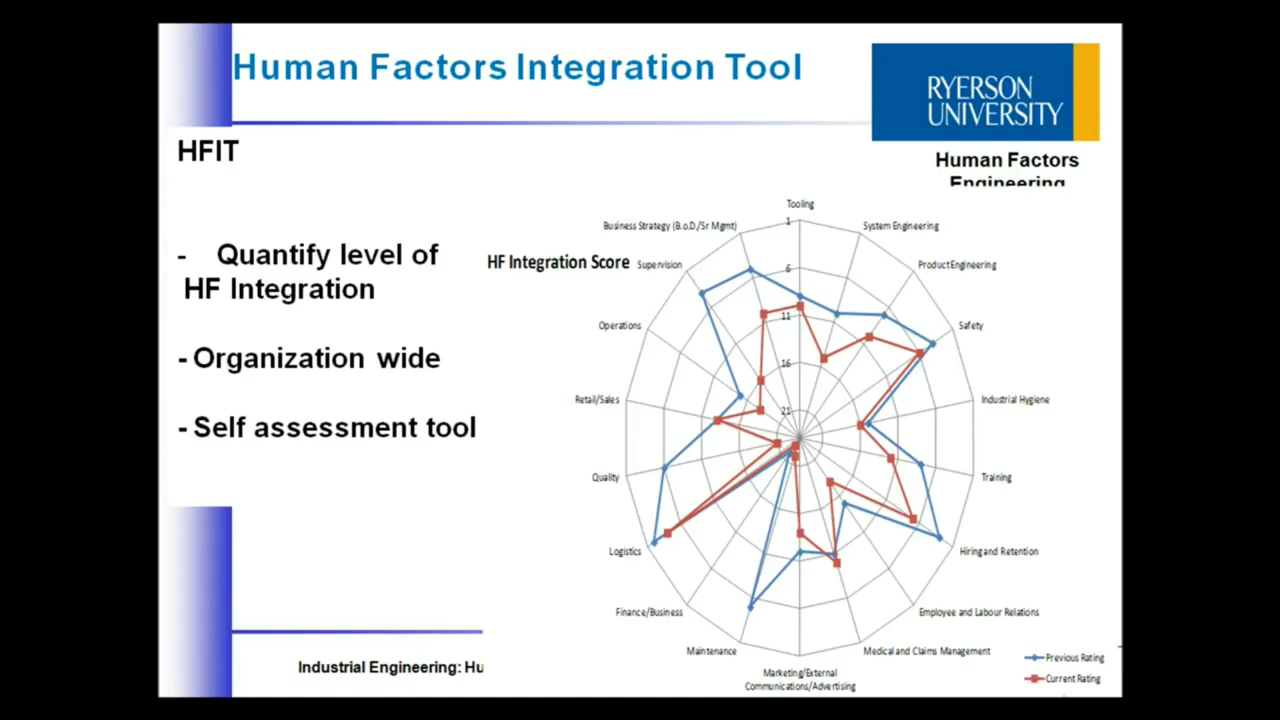 Human Factors Integration Tool
RYERSON
UNIVERSITY
Human Factors
Engineering
HFIT
- Quantify level of
HF Integration
- Organization wide
- Self assessment tool
HF Integration Score
Tooling
System Engineering
Product Engineering
Safety
Industrial Hygiene
Training
Hiring and Retention
Employee and Labour Relations
Medical and Claims Management
Marketing/External
Communications/Advertising
Maintenance
Finance/Business
Logistics
Quality
Retail/Sales
Operations
Supervision
Business Strategy (B.o.D./Sr Mgmt)
1
6
11
16
21
Previous Rating
Current Rating
Industrial Engineering: Hu